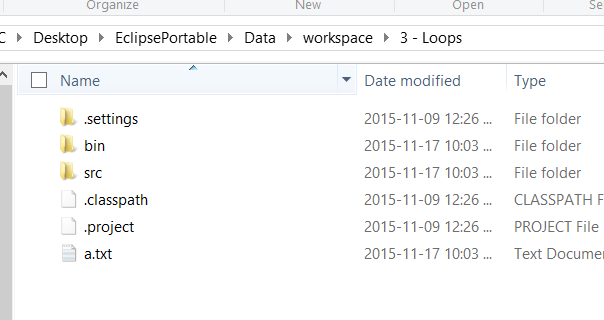 Organize New Open Se
C Desktop EclipsePortable Data workspace 3 - Loops
Name Date modified Type
.settings 2015-11-09 12:26 ... File folder
bin 2015-11-17 10:03 ... File folder
src 2015-11-17 10:03 ... File folder
.classpath 2015-11-09 12:26 ... CLASSPATH F
.project 2015-11-09 12:26 ... PROJECT File
a.txt 2015-11-17 10:03 ... Text Docume